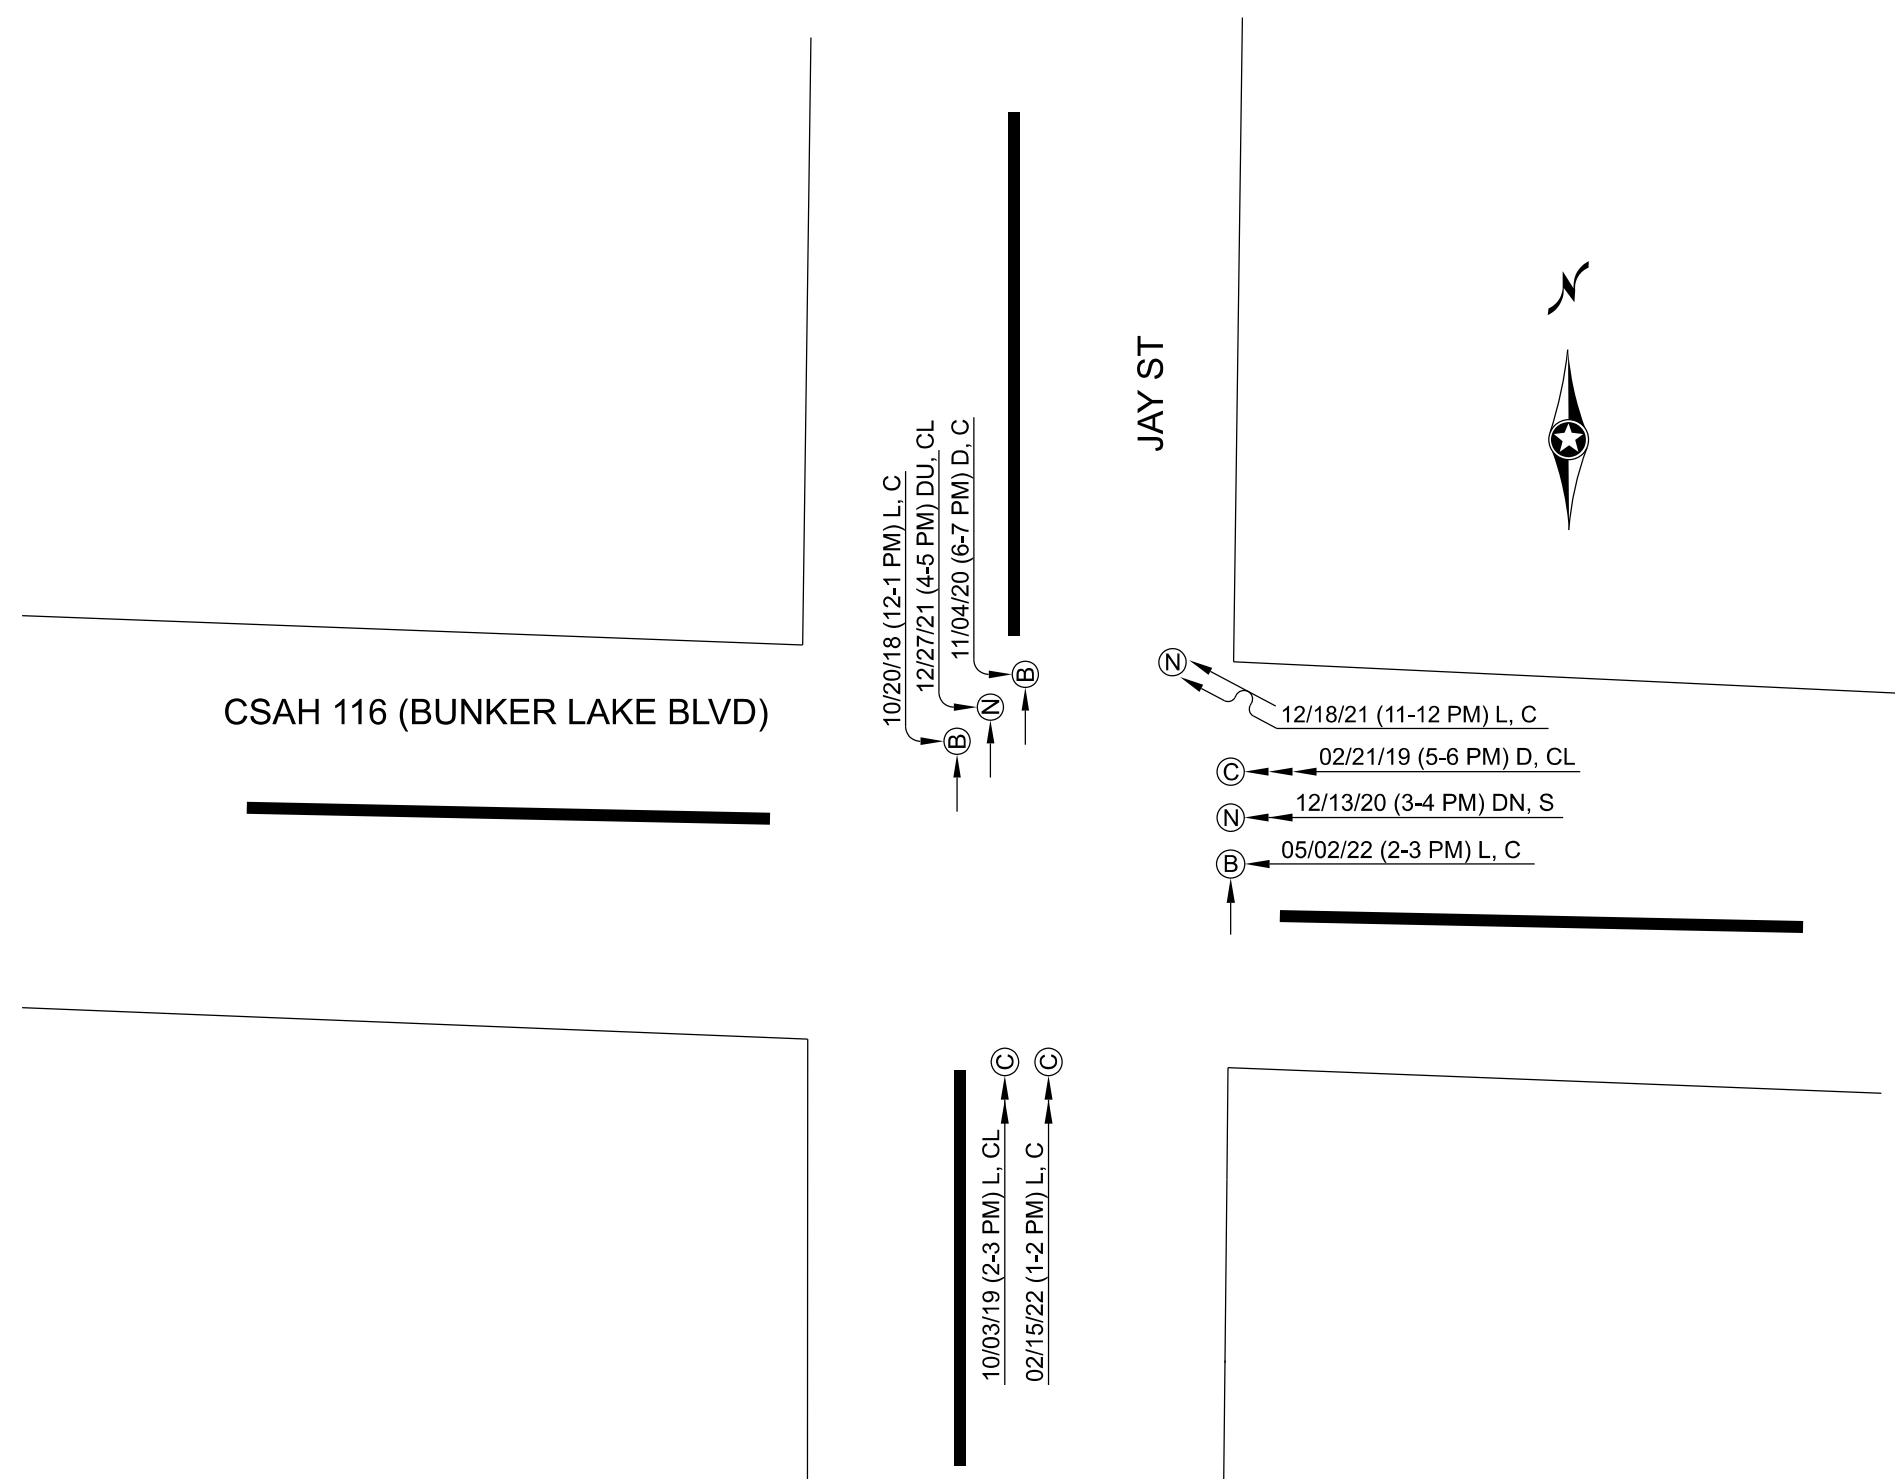 N
JAY ST
10/20/18 (12-1 PM) L, C
12/27/21 (4-5 PM) DU, CL
11/04/20 (6-7 PM) D, C
B
N
B
CSAH 116 (BUNKER LAKE BLVD)
N
12/18/21 (11-12 PM) L, C
C
02/21/19 (5-6 PM) D, CL
N
12/13/20 (3-4 PM) DN, S
B
05/02/22 (2-3 PM) L, C
C
C
10/03/19 (2-3 PM) L, CL
02/15/22 (1-2 PM) L, C